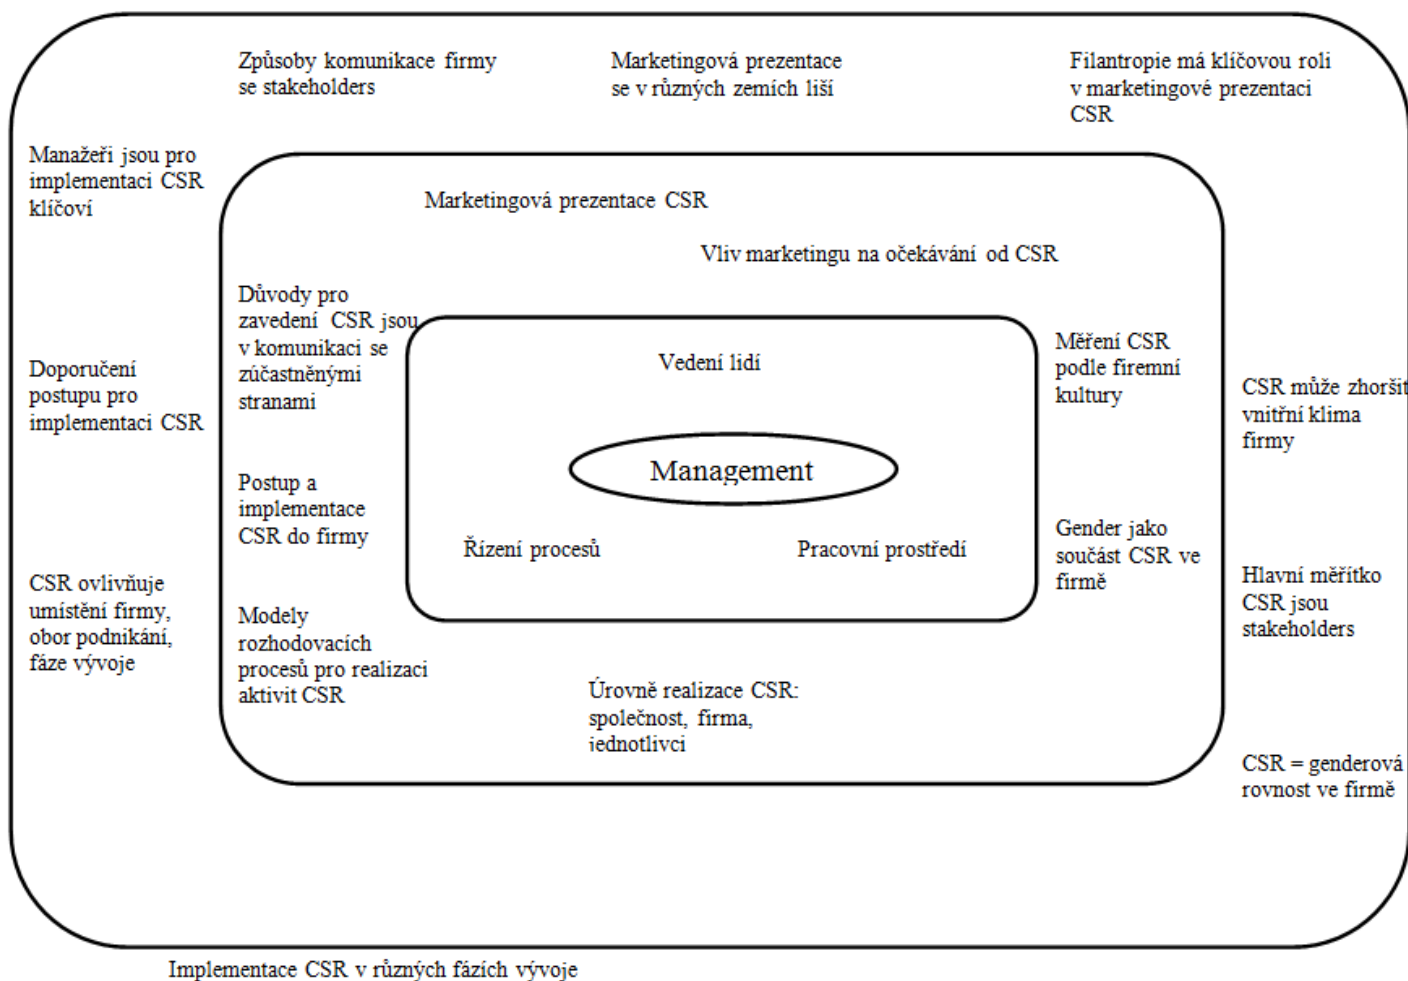 Způsoby komunikace firmy
se stakeholders
Marketingová prezentace
se v různých zemích liší
Filantropie má klíčovou roli
v marketingové prezentaci
CSR
Manažeři jsou pro
implementaci CSR
klíčoví
Marketingová prezentace CSR
Vliv marketingu na očekávání od CSR
Důvody pro
zavedení CSR jsou
v komunikaci se
zúčastněnými
stranami
Vedení lidí
Měření CSR
podle firemní
kultury
Doporučení
postupu pro
implementaci CSR
CSR může zhoršit
vnitřní klima
firmy
Management
Postup a
implementace
CSR do firmy
Řízení procesů
Pracovní prostředí
Gender jako
součást CSR ve
firmě
CSR ovlivňuje
umístění firmy,
obor podnikání,
fáze vývoje
Hlavní měřítko
CSR jsou
stakeholders
Modely
rozhodovacích
procesů pro realizaci
aktivit CSR
Úrovně realizace CSR:
společnost, firma,
jednotlivci
CSR = genderová
rovnost ve firmě
Implementace CSR v různých fázích vývoje